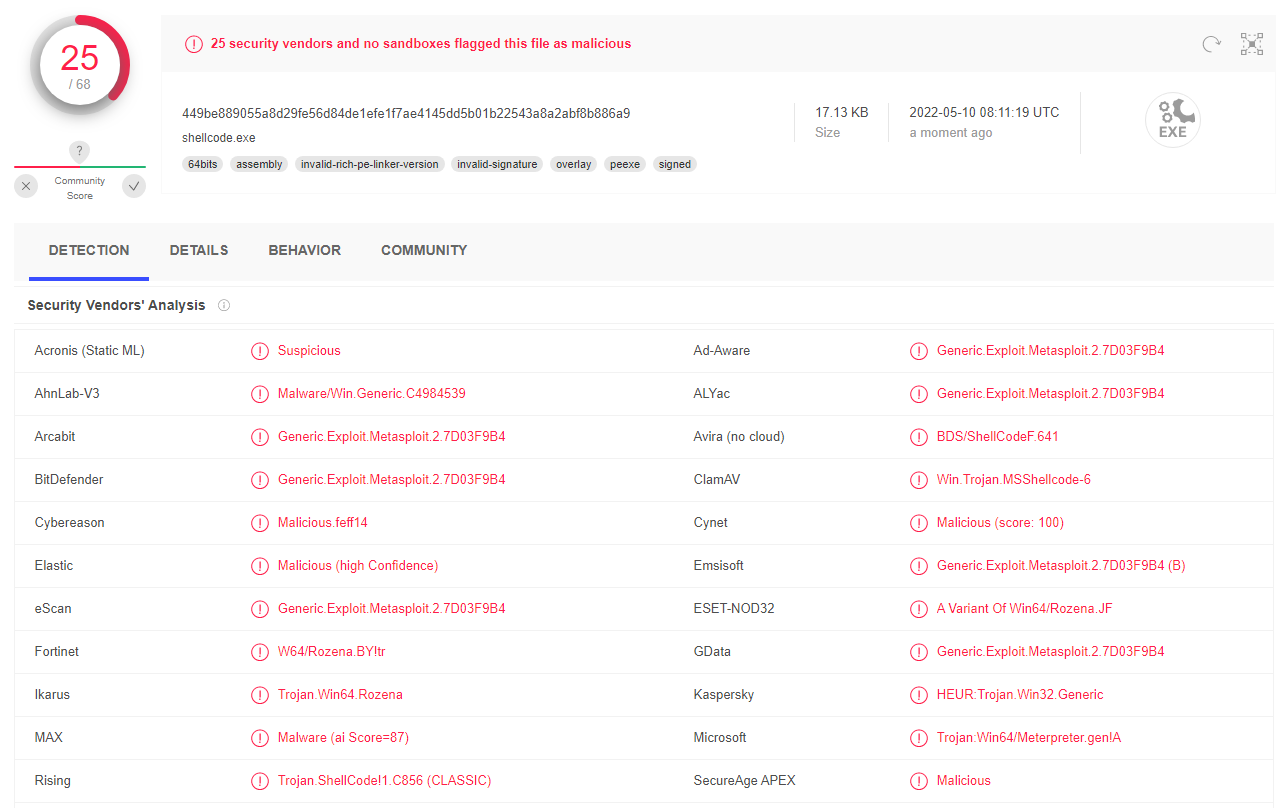 25
/ 68
?
Community
Score
25 security vendors and no sandboxes flagged this file as malicious
449be889055a8d29fe56d84de1efe1f7ae4145dd5b01b22543a8a2abf8b886a9
shellcode.exe
64bits assembly invalid-rich-pe-linker-version invalid-signature overlay peexe signed
17.13 KB
Size
2022-05-10 08:11:19 UTC
a moment ago
EXE
DETECTION DETAILS BEHAVIOR COMMUNITY
Security Vendors' Analysis
Acronis (Static ML) Suspicious Ad-Aware Generic.Exploit.Metasploit.2.7D03F9B4
AhnLab-V3 Malware/Win.Generic.C4984539 ALYac Generic.Exploit.Metasploit.2.7D03F9B4
Arcabit Generic.Exploit.Metasploit.2.7D03F9B4 Avira (no cloud) BDS/ShellCodeF.641
BitDefender Generic.Exploit.Metasploit.2.7D03F9B4 ClamAV Win.Trojan.MSShellcode-6
Cybereason Malicious.feff14 Cynet Malicious (score: 100)
Elastic Malicious (high Confidence) Emsisoft Generic.Exploit.Metasploit.2.7D03F9B4 (B)
eScan Generic.Exploit.Metasploit.2.7D03F9B4 ESET-NOD32 A Variant Of Win64/Rozena.JF
Fortinet W64/Rozena.BY!tr GData Generic.Exploit.Metasploit.2.7D03F9B4
Ikarus Trojan.Win64.Rozena Kaspersky HEUR:Trojan.Win32.Generic
MAX Malware (ai Score=87) Microsoft Trojan:Win64/Meterpreter.gen!A
Rising Trojan.ShellCode!1.C856 (CLASSIC) SecureAge APEX Malicious